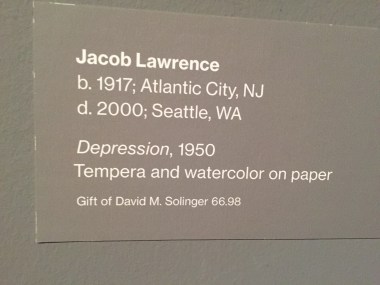 Jacob Lawrence
b. 1917; Atlantic City, NJ
d. 2000; Seattle, WA
Depression, 1950
Tempera and watercolor on paper
Gift of David M. Solinger 66.98